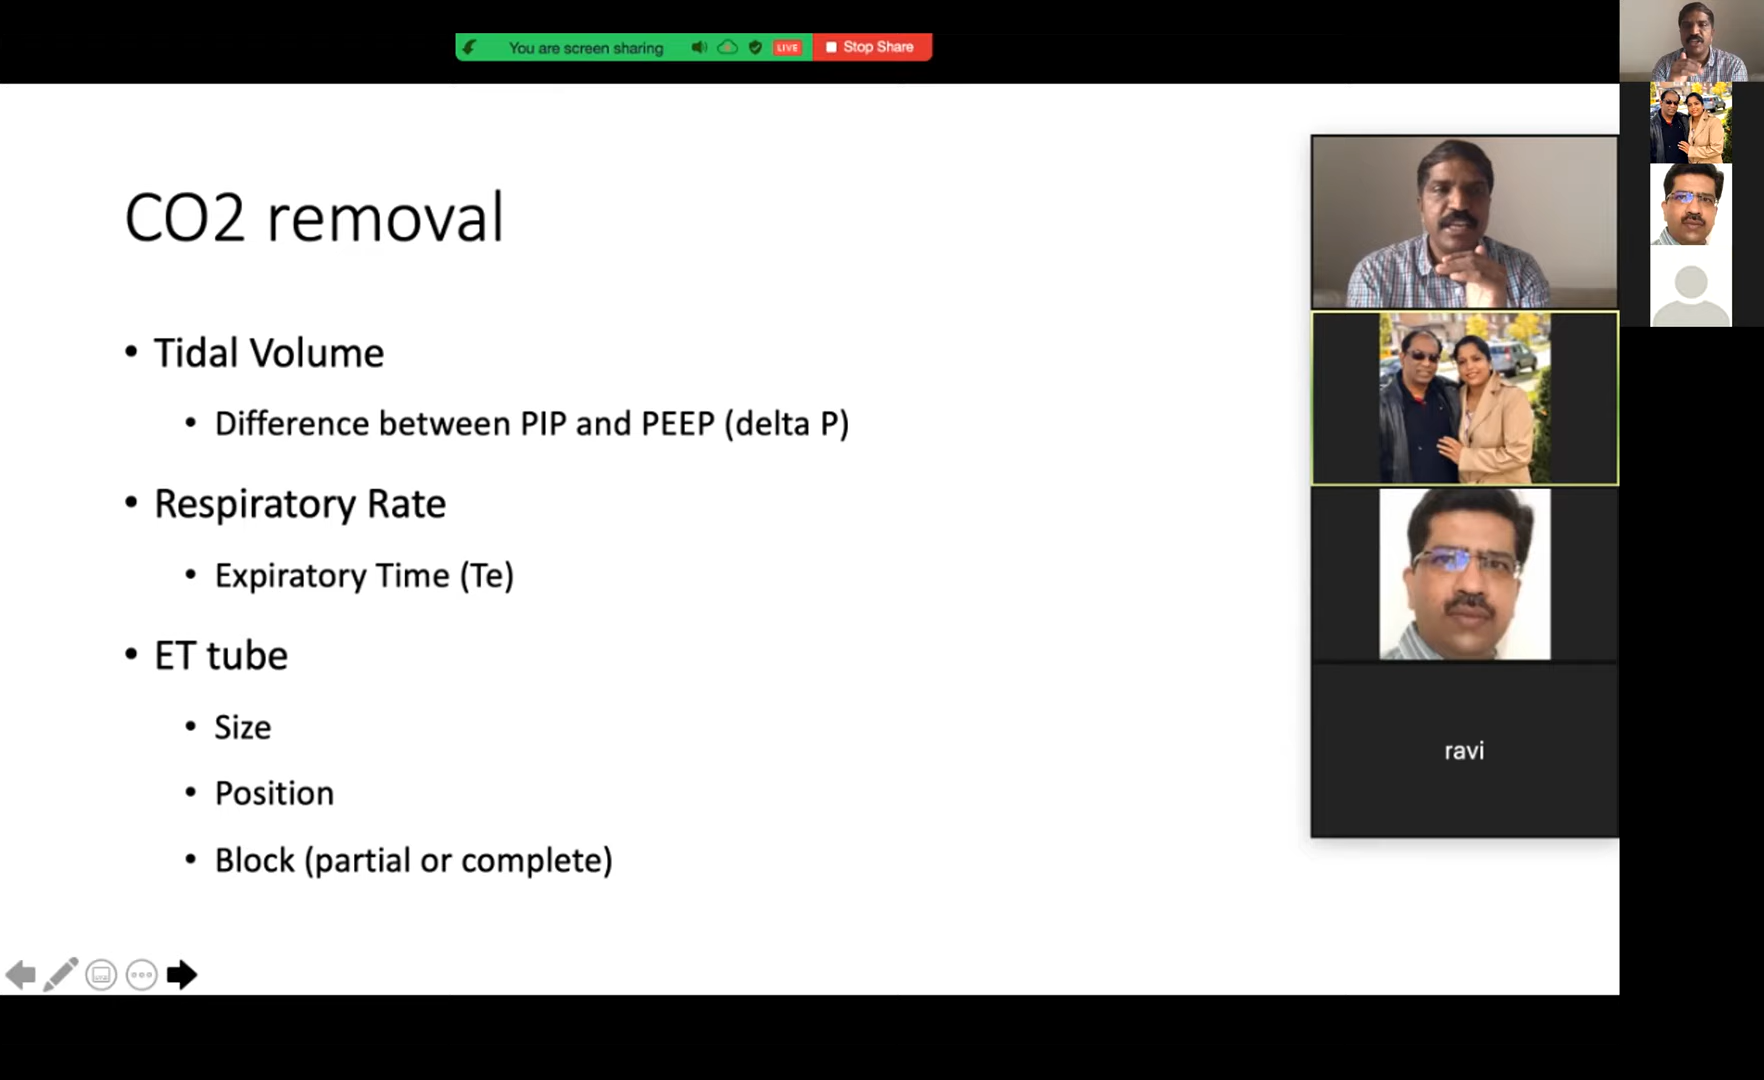 You are screen sharing LIVE Stop Share
CO2 removal
• Tidal Volume
• Difference between PIP and PEEP (delta P)
• Respiratory Rate
• Expiratory Time (Te)
• ET tube
• Size
• Position
• Block (partial or complete)
ravi